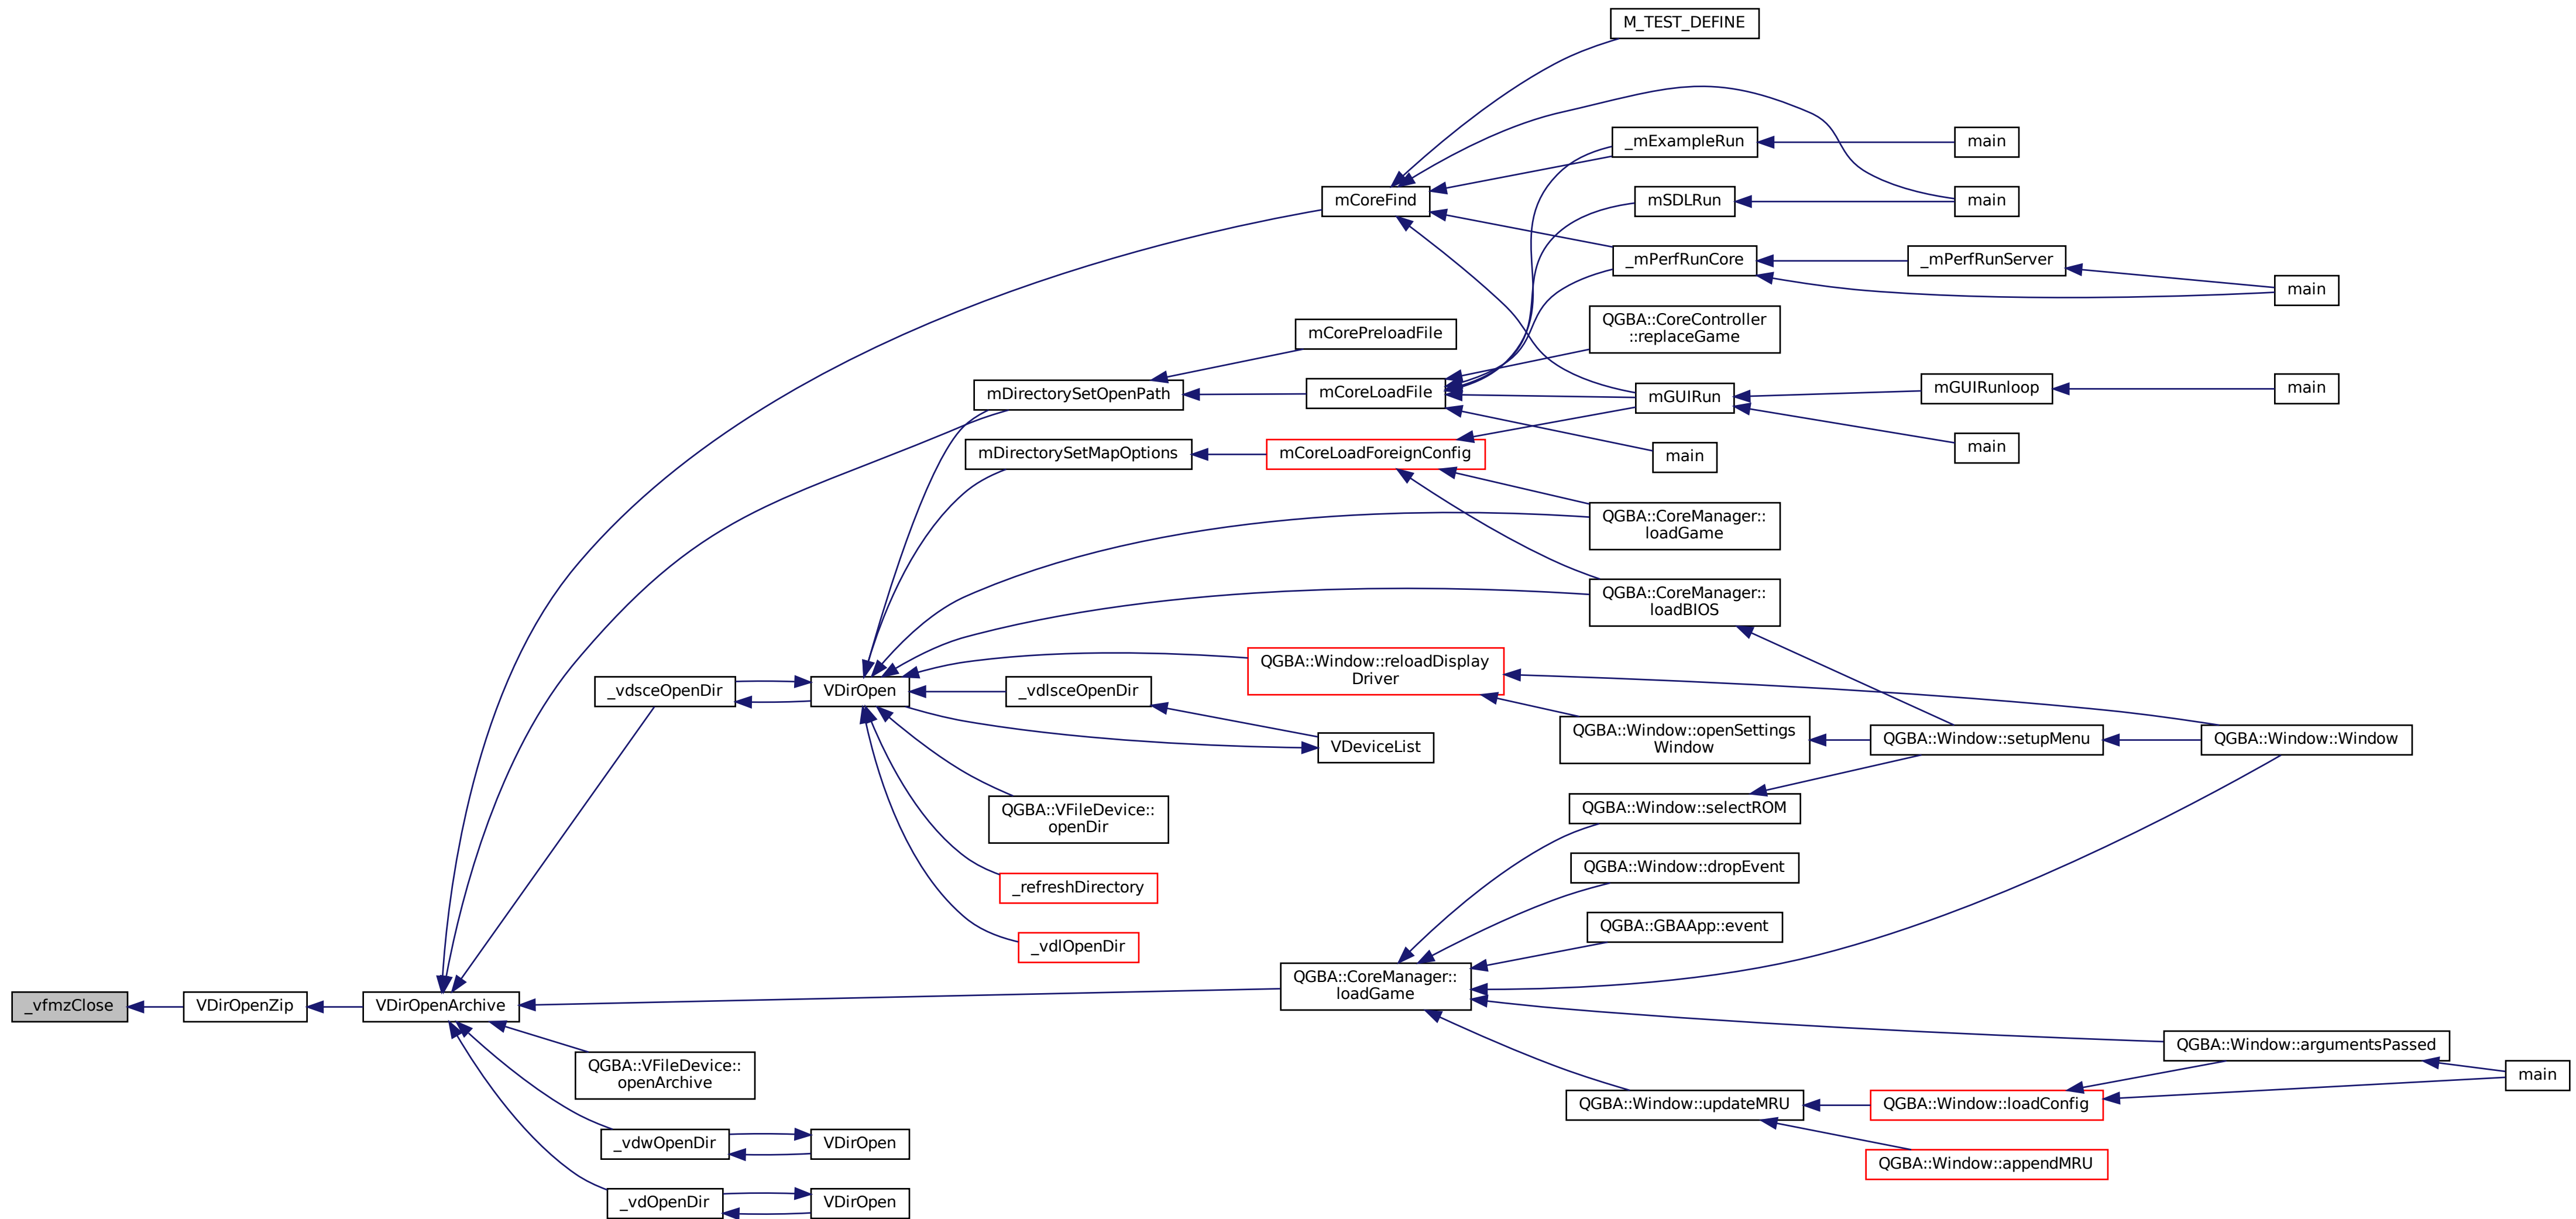 M_TEST_DEFINE
_mExampleRun
main
mCoreFind
mSDLRun
main
_mPerfRunCore
_mPerfRunServer
main
QGBA::CoreController
::replaceGame
mCorePreloadFile
mDirectorySetOpenPath
mCoreLoadFile
mGUIRun
mGUIRunloop
main
main
mDirectorySetMapOptions
mCoreLoadForeignConfig
main
QGBA::CoreManager::
loadGame
QGBA::CoreManager::
loadBIOS
QGBA::Window::reloadDisplay
Driver
_vdsceOpenDir
VDirOpen
_vdlsceOpenDir
QGBA::Window::openSettings
Window
QGBA::Window::setupMenu
QGBA::Window::Window
VDeviceList
QGBA::VFileDevice::
openDir
QGBA::Window::selectROM
QGBA::Window::dropEvent
_refreshDirectory
QGBA::GBAApp::event
_vdlOpenDir
QGBA::CoreManager::
loadGame
_vfmzClose
VDirOpenZip
VDirOpenArchive
QGBA::Window::argumentsPassed
QGBA::VFileDevice::
openArchive
main
QGBA::Window::updateMRU
QGBA::Window::loadConfig
_vdwOpenDir
VDirOpen
QGBA::Window::appendMRU
_vdOpenDir
VDirOpen